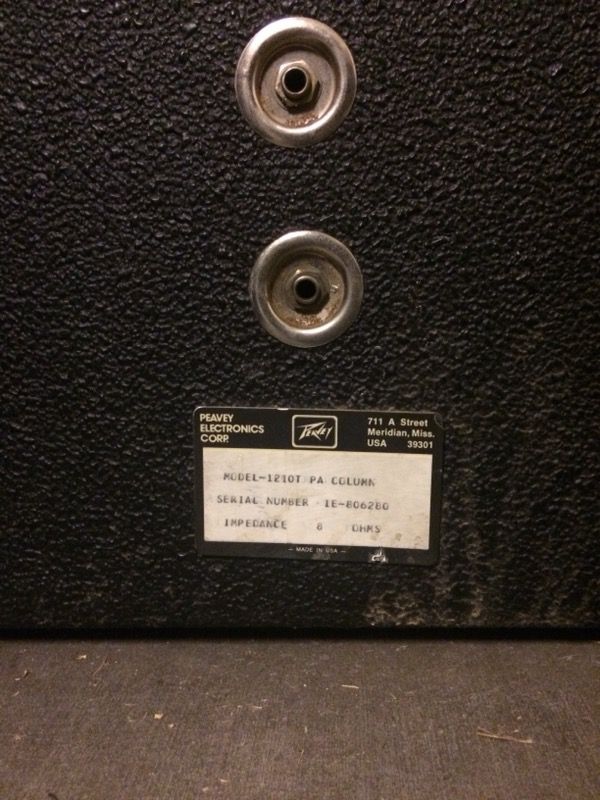 PEAVEY
ELECTRONICS
CORP.
PEAVEY
711 A Street
Meridian, Miss.
USA 39301
MODEL-1210T PA COLUMN
SERIAL NUMBER 1E-806280
IMPEDANCE 8 OHMS
— MADE IN USA —